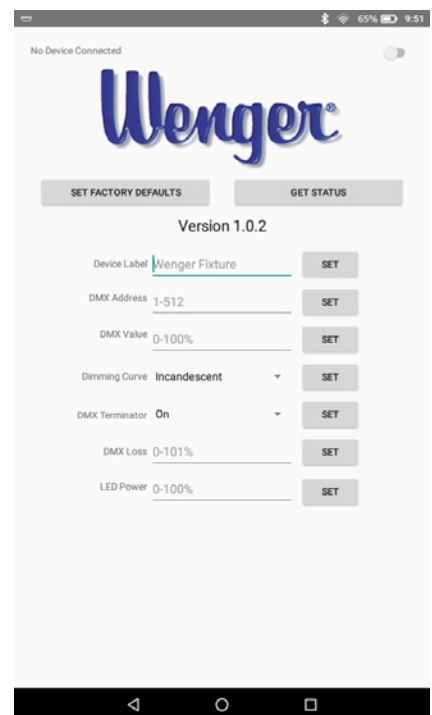 65% 9:51
No Device Connected
Wenger®
SET FACTORY DEFAULTS GET STATUS
Version 1.0.2
Device Label Wenger Fixture SET
DMX Address 1-512 SET
DMX Value 0-100% SET
Dimming Curve Incandescent SET
DMX Terminator On SET
DMX Loss 0-101% SET
LED Power 0-100% SET